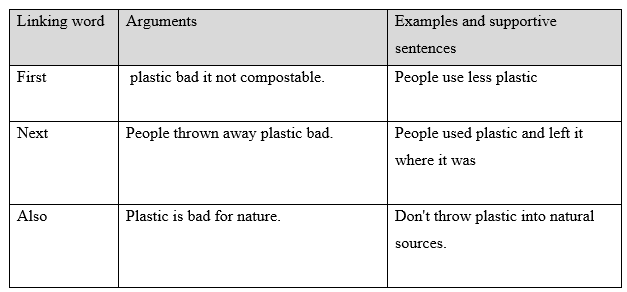 Linking word Arguments Examples and supportive
sentences
First plastic bad it not compostable. People use less plastic
Next People thrown away plastic bad. People used plastic and left it
where it was
Also Plastic is bad for nature. Don't throw plastic into natural
sources.